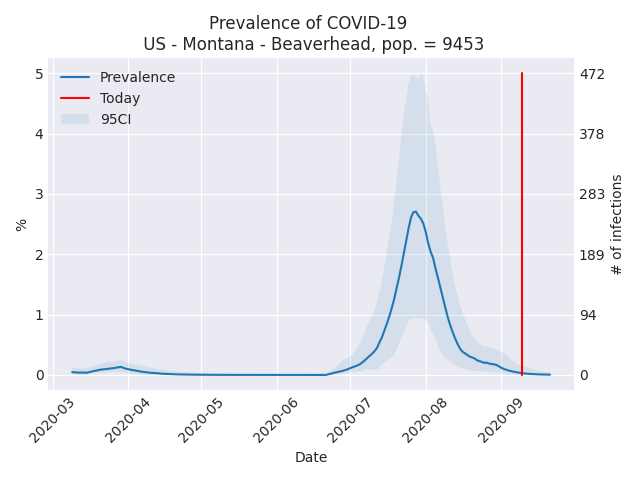 Prevalence of COVID-19
US - Montana - Beaverhead, pop. = 9453
Prevalence
Today
95CI
5
4
3
2
1
0
%
472
378
283
189
94
0
# of infections
2020-03
2020-04
2020-05
2020-06
2020-07
2020-08
2020-09
Date